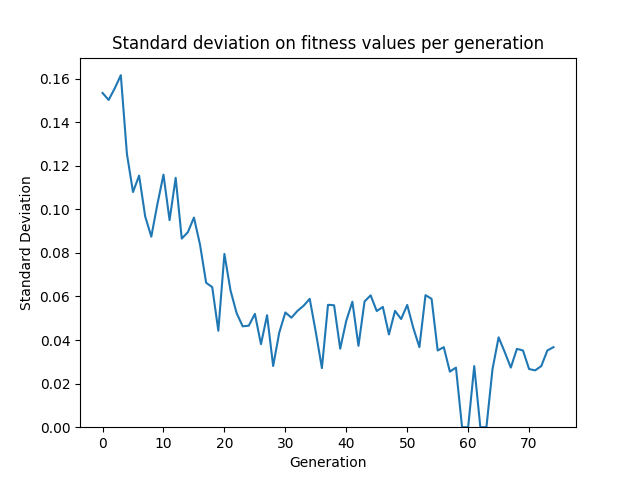 Standard deviation on fitness values per generation
Standard Deviation
0.16
0.14
0.12
0.10
0.08
0.06
0.04
0.02
0.00
0 10 20 30 40 50 60 70
Generation